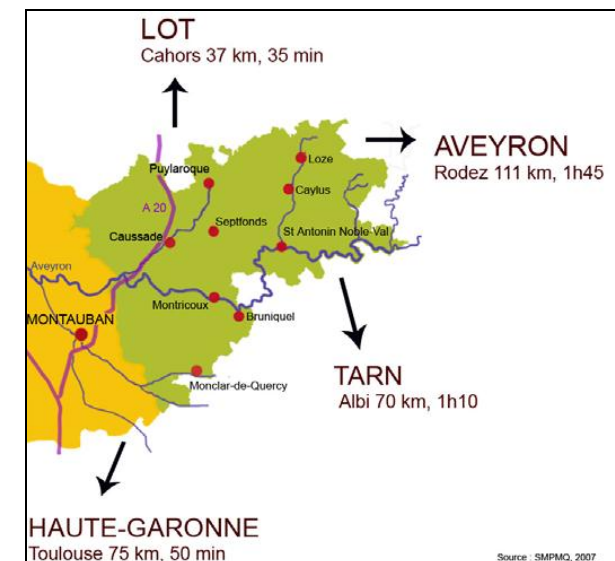 LOT
Cahors 37 km, 35 min
AVEYRON
Rodez 111 km, 1h45
Loze
Puylaroque
Caylus
A 20
Septfonds
St Antonin Noble-Val
Caussade
Aveyron
Montricoux
MONTAUBAN
Bruniquel
Monclar-de-Quercy
TARN
Albi 70 km, 1h10
HAUTE-GARONNE
Toulouse 75 km, 50 min
Source : SMPMQ, 2007